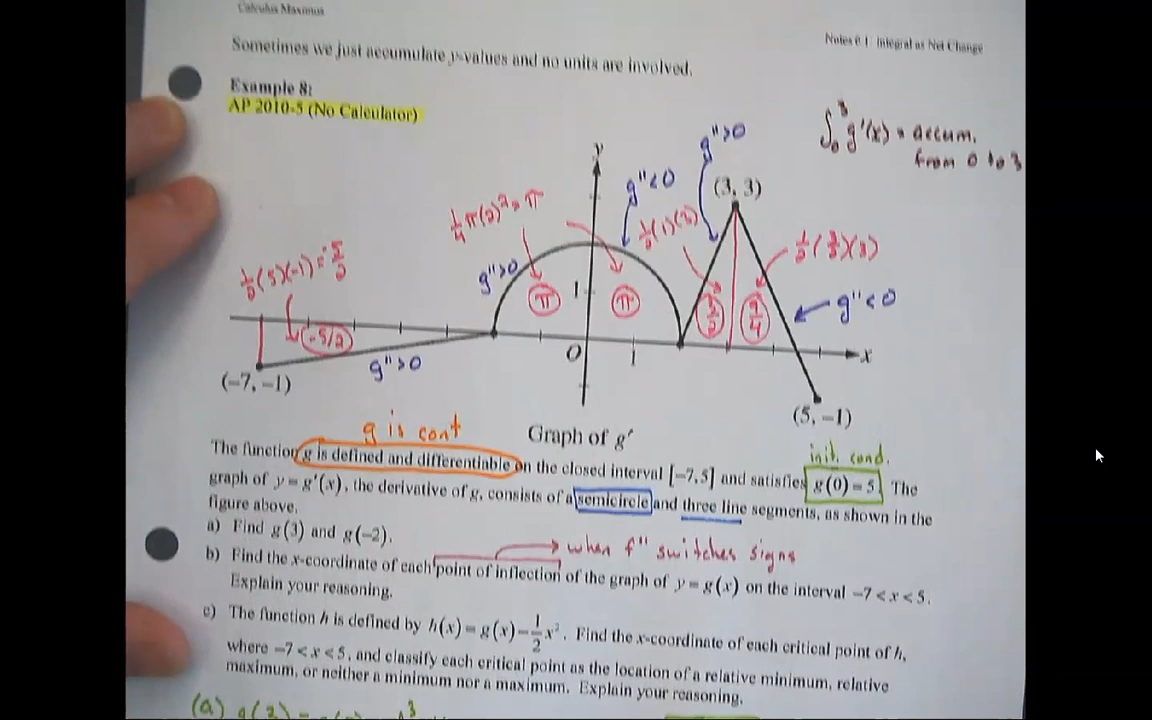 Calculus Maximus
Notes 6.1 Integral as Net Change
Sometimes we just accumulate y-values and no units are involved.
Example 8:
AP 2010-5 (No Calculator)
∫₀³ g'(x) = accum.
from 0 to 3
y
g">0
g"<0
(3, 3)
1/4 π(2)² = π
1/2(1)(3)
1/2(3/2)(3)
1/2(5)(-1) = -5/2
g">0
π
π
1
g"<0
-5/2
g">0
O
1
x
(−7, −1)
(5, −1)
g is cont
Graph of g′
init. cond.
The function g is defined and differentiable on the closed interval [−7,5] and satisfies g(0)=5. The
graph of y = g′(x), the derivative of g, consists of a semicircle and three line segments, as shown in the
figure above.
a) Find g(3) and g(−2).
when f" switches signs
b) Find the x-coordinate of each point of inflection of the graph of y = g(x) on the interval −7 < x < 5.
Explain your reasoning.
c) The function h is defined by h(x) = g(x) − 1/2 x². Find the x-coordinate of each critical point of h,
where −7 < x < 5, and classify each critical point as the location of a relative minimum, relative
maximum, or neither a minimum nor a maximum. Explain your reasoning.
(a)